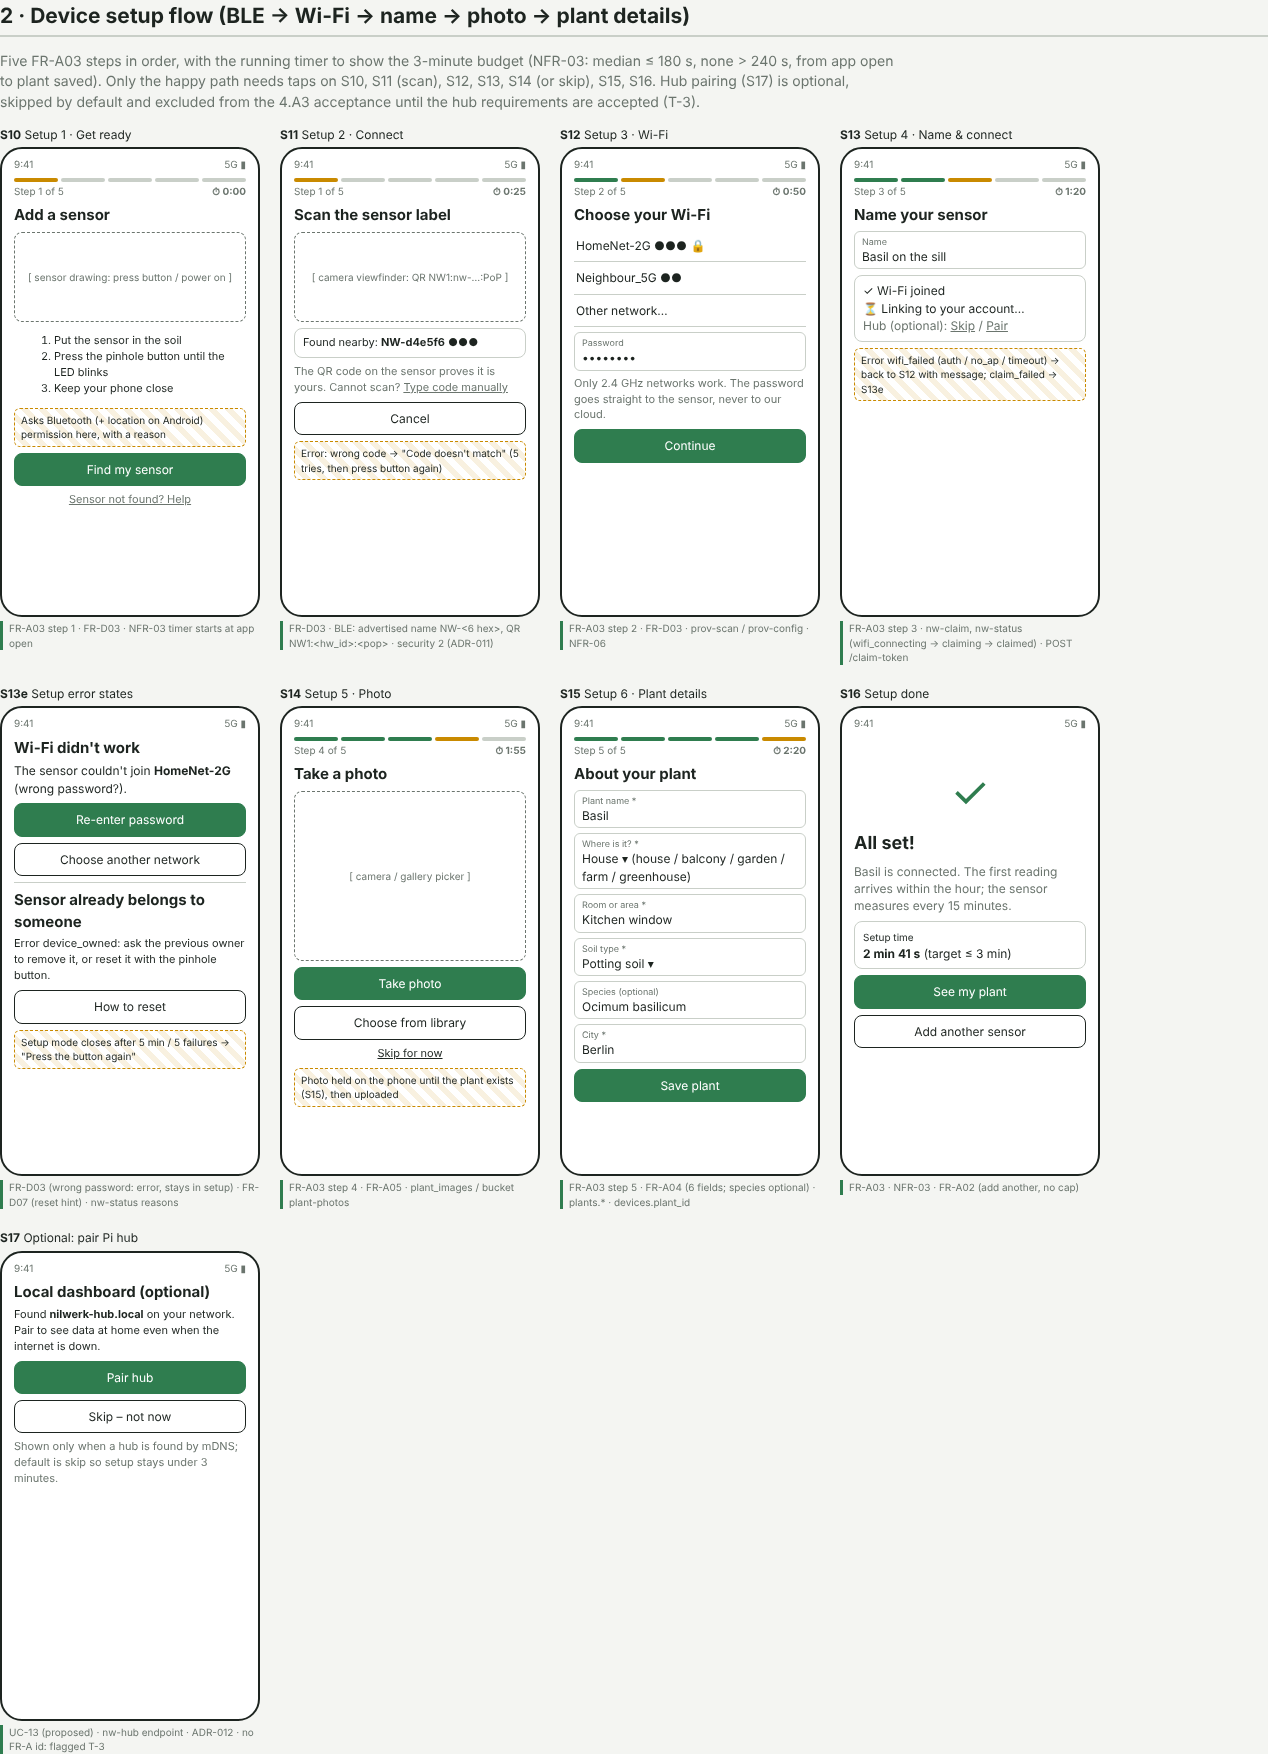 2 · Device setup flow (BLE → Wi-Fi → name → photo → plant details)
Five FR-A03 steps in order, with the running timer to show the 3-minute budget (NFR-03: median ≤ 180 s, none > 240 s, from app open
to plant saved). Only the happy path needs taps on S10, S11 (scan), S12, S13, S14 (or skip), S15, S16. Hub pairing (S17) is optional,
skipped by default and excluded from the 4.A3 acceptance until the hub requirements are accepted (T-3).
S10 Setup 1 · Get ready
9:41 5G
Step 1 of 5 ⏱ 0:00
Add a sensor
[ sensor drawing: press button / power on ]
1. Put the sensor in the soil
2. Press the pinhole button until the
LED blinks
3. Keep your phone close
Asks Bluetooth (+ location on Android)
permission here, with a reason
Find my sensor
Sensor not found? Help
FR-A03 step 1 · FR-D03 · NFR-03 timer starts at app
open
S11 Setup 2 · Connect
9:41 5G
Step 1 of 5 ⏱ 0:25
Scan the sensor label
[ camera viewfinder: QR NW1:nw-…:PoP ]
Found nearby: NW-d4e5f6 ●●●
The QR code on the sensor proves it is
yours. Cannot scan? Type code manually
Cancel
Error: wrong code → "Code doesn't match" (5
tries, then press button again)
FR-D03 · BLE: advertised name NW-<6 hex>, QR
NW1:<hw_id>:<pop> · security 2 (ADR-011)
S12 Setup 3 · Wi-Fi
9:41 5G
Step 2 of 5 ⏱ 0:50
Choose your Wi-Fi
HomeNet-2G ●●● 🔒
Neighbour_5G ●●
Other network…
Password
••••••••
Only 2.4 GHz networks work. The password
goes straight to the sensor, never to our
cloud.
Continue
FR-A03 step 2 · FR-D03 · prov-scan / prov-config ·
NFR-06
S13 Setup 4 · Name & connect
9:41 5G
Step 3 of 5 ⏱ 1:20
Name your sensor
Name
Basil on the sill
✓ Wi-Fi joined
⏳ Linking to your account…
Hub (optional): Skip / Pair
Error wifi_failed (auth / no_ap / timeout) →
back to S12 with message; claim_failed →
S13e
FR-A03 step 3 · nw-claim, nw-status
(wifi_connecting → claiming → claimed) · POST
/claim-token
S13e Setup error states
9:41 5G
Wi-Fi didn't work
The sensor couldn't join HomeNet-2G
(wrong password?).
Re-enter password
Choose another network
Sensor already belongs to
someone
Error device_owned: ask the previous owner
to remove it, or reset it with the pinhole
button.
How to reset
Setup mode closes after 5 min / 5 failures →
"Press the button again"
FR-D03 (wrong password: error, stays in setup) · FR-
D07 (reset hint) · nw-status reasons
S14 Setup 5 · Photo
9:41 5G
Step 4 of 5 ⏱ 1:55
Take a photo
[ camera / gallery picker ]
Take photo
Choose from library
Skip for now
Photo held on the phone until the plant exists
(S15), then uploaded
FR-A03 step 4 · FR-A05 · plant_images / bucket
plant-photos
S15 Setup 6 · Plant details
9:41 5G
Step 5 of 5 ⏱ 2:20
About your plant
Plant name *
Basil
Where is it? *
House ▾ (house / balcony / garden /
farm / greenhouse)
Room or area *
Kitchen window
Soil type *
Potting soil ▾
Species (optional)
Ocimum basilicum
City *
Berlin
Save plant
FR-A03 step 5 · FR-A04 (6 fields; species optional) ·
plants.* · devices.plant_id
S16 Setup done
9:41 5G
✓
All set!
Basil is connected. The first reading
arrives within the hour; the sensor
measures every 15 minutes.
Setup time
2 min 41 s (target ≤ 3 min)
See my plant
Add another sensor
FR-A03 · NFR-03 · FR-A02 (add another, no cap)
S17 Optional: pair Pi hub
9:41 5G
Local dashboard (optional)
Found nilwerk-hub.local on your network.
Pair to see data at home even when the
internet is down.
Pair hub
Skip – not now
Shown only when a hub is found by mDNS;
default is skip so setup stays under 3
minutes.
UC-13 (proposed) · nw-hub endpoint · ADR-012 · no
FR-A id: flagged T-3